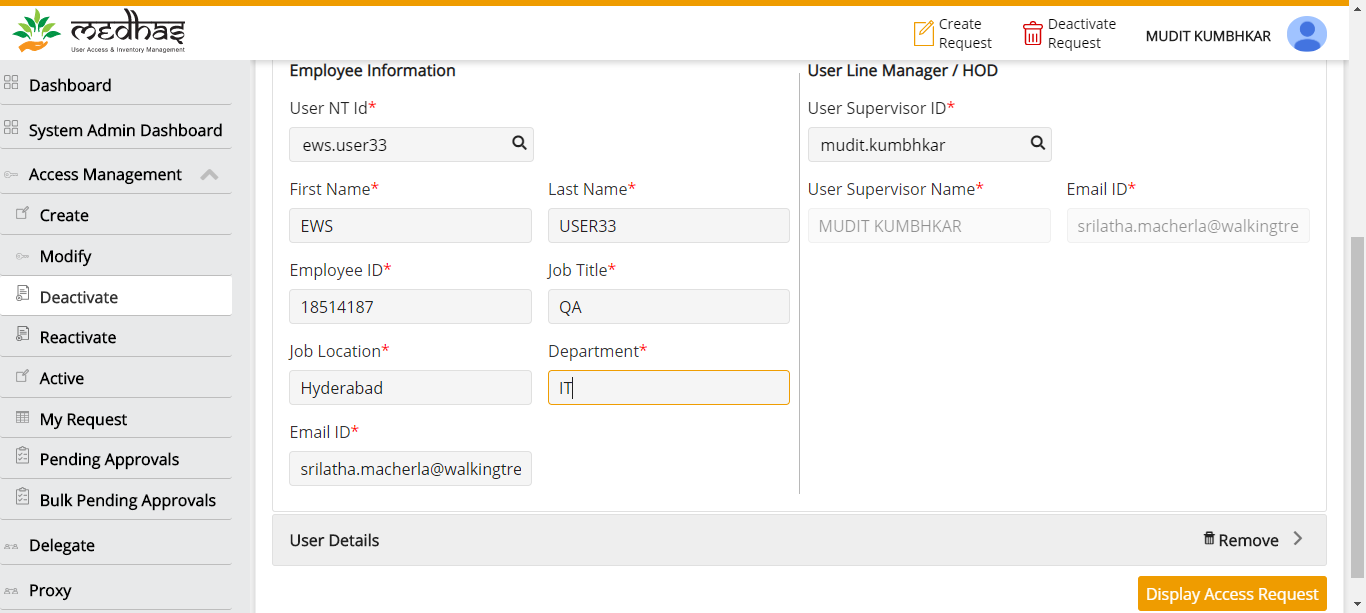 medhas
User Access & Inventory Management
Create
Request
Deactivate
Request
MUDIT KUMBHKAR
Dashboard
System Admin Dashboard
Access Management
Create
Modify
Deactivate
Reactivate
Active
My Request
Pending Approvals
Bulk Pending Approvals
Delegate
Proxy
Employee Information
User NT Id*
ews.user33
First Name*
Last Name*
EWS
USER33
Employee ID*
Job Title*
18514187
QA
Job Location*
Department*
Hyderabad
IT
Email ID*
srilatha.macherla@walkingtre
User Line Manager / HOD
User Supervisor ID*
mudit.kumbhkar
User Supervisor Name*
Email ID*
MUDIT KUMBHKAR
srilatha.macherla@walkingtre
User Details
Remove
Display Access Request